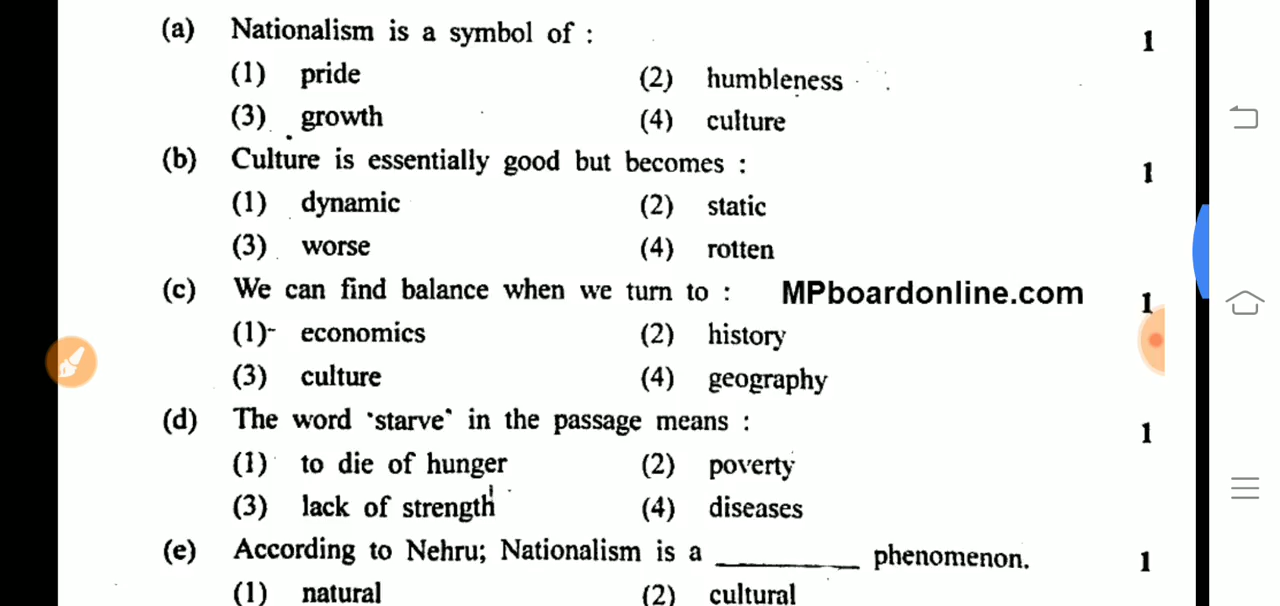 (a) Nationalism is a symbol of : 1
(1) pride (2) humbleness
(3) growth (4) culture
(b) Culture is essentially good but becomes : 1
(1) dynamic (2) static
(3) worse (4) rotten
(c) We can find balance when we turn to : MPboardonline.com 1
(1) economics (2) history
(3) culture (4) geography
(d) The word 'starve' in the passage means : 1
(1) to die of hunger (2) poverty
(3) lack of strength (4) diseases
(e) According to Nehru; Nationalism is a ________ phenomenon. 1
(1) natural (2) cultural